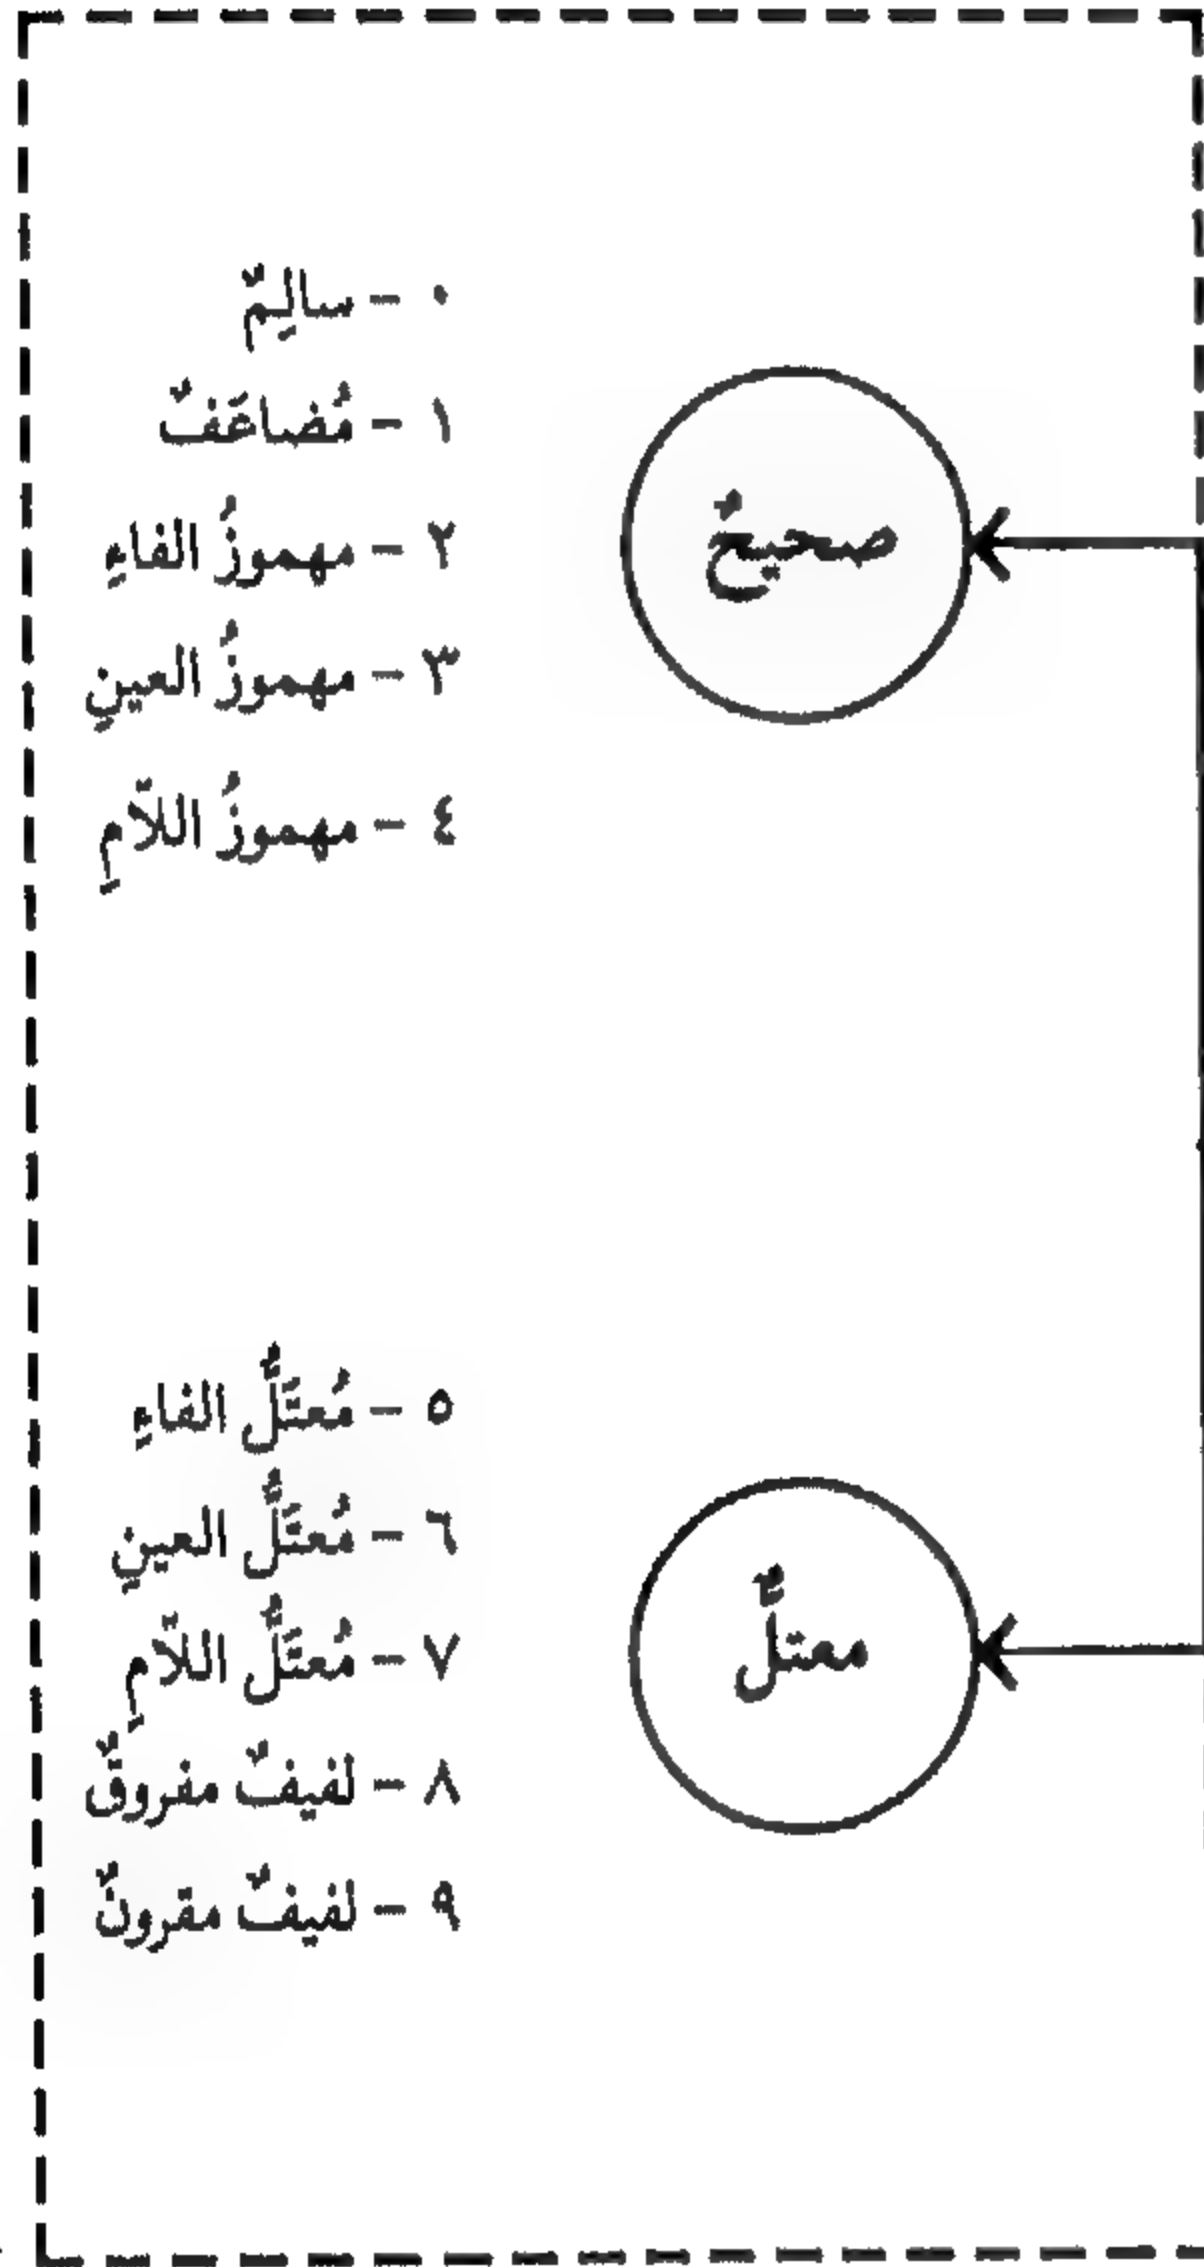 ٠ - سالِمٌ
١ - مُضاعَفٌ
٢ - مهموزُ الفاءِ
٣ - مهموزُ العينِ
٤ - مهموزُ اللاّمِ
صحيحٌ
٥ - مُعتَلُّ الفاءِ
٦ - مُعتَلُّ العينِ
٧ - مُعتَلُّ اللاّمِ
٨ - لفيفٌ مفروقٌ
٩ - لفيفٌ مقرونٌ
معتلٌّ